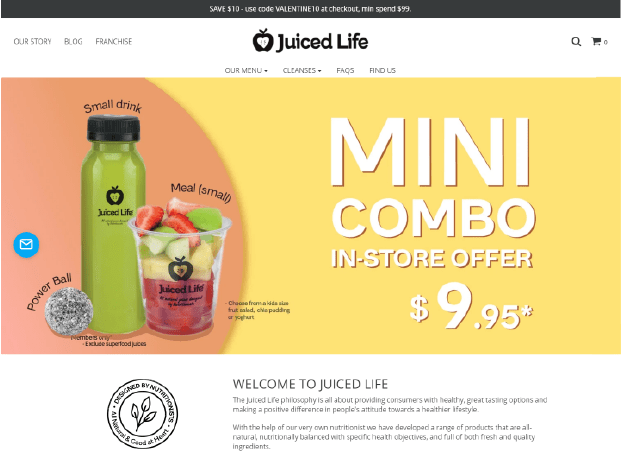 SAVE $10 - use code VALENTINE10 at checkout, min spend $99.
OUR STORY BLOG FRANCHISE
Juiced Life
0
OUR MENU CLEANSES FAQS FIND US
Small drink
Meal (small)
Power Ball
Juiced Life
Juiced Life
MINI
COMBO
IN-STORE OFFER
$9.95*
- Choose from a kids size
fruit salad, chia pudding
or yoghurt
Members only*
- Exclude superfood juices
DESIGNED BY NUTRITIONISTS
All Natural & Good at Heart
WELCOME TO JUICED LIFE
The Juiced Life philosophy is all about providing consumers with healthy, great tasting options and
making a positive difference in people's attitude towards a healthier lifestyle.
With the help of our very own nutritionist we have developed a range of products that are all-
natural, nutritionally balanced with specific health objectives, and full of both fresh and quality
ingredients.